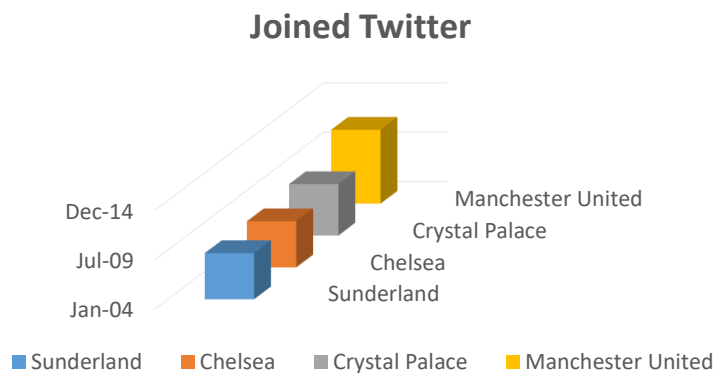 Joined Twitter
Dec-14
Jul-09
Jan-04
Manchester United
Crystal Palace
Chelsea
Sunderland
Sunderland Chelsea Crystal Palace Manchester United